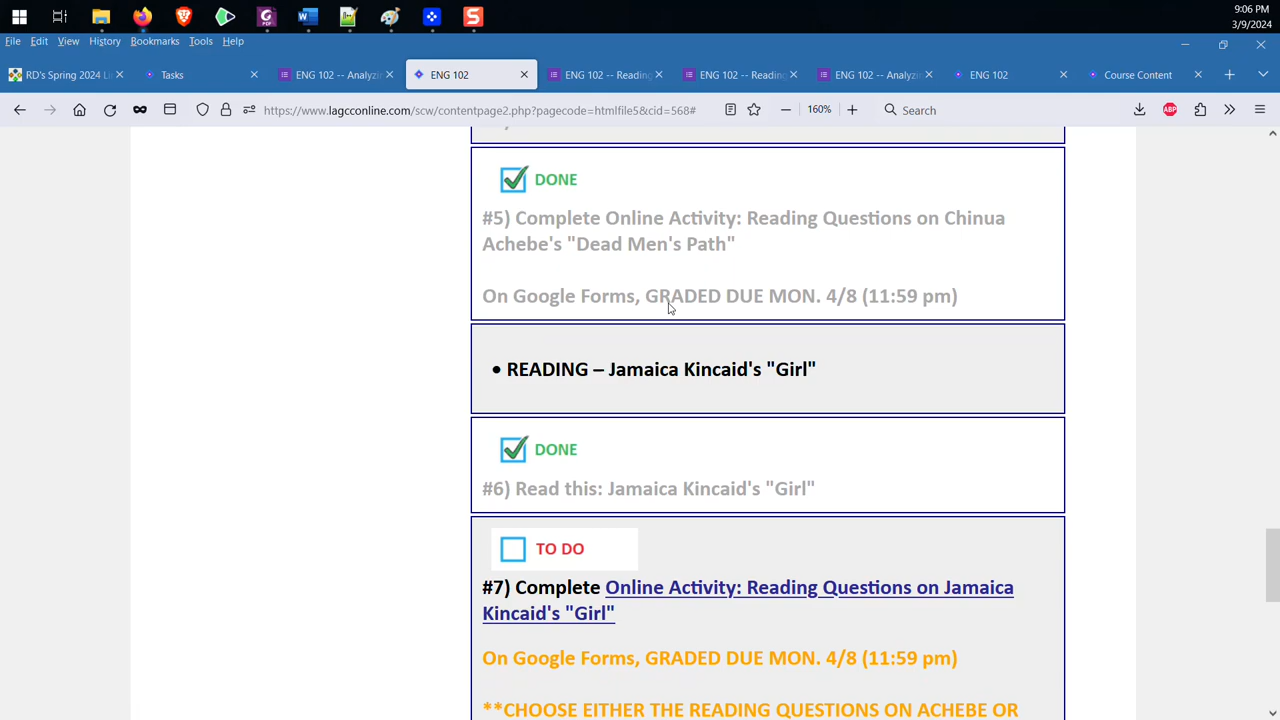 9:06 PM
3/9/2024
File Edit View History Bookmarks Tools Help
RD's Spring 2024 Li
Tasks
ENG 102 -- Analyzin
ENG 102
ENG 102 -- Reading
ENG 102 -- Reading
ENG 102 -- Analyzin
ENG 102
Course Content
https://www.lagcconline.com/scw/contentpage2.php?pagecode=htmlfile5&cid=568#
160%
Search
DONE
#5) Complete Online Activity: Reading Questions on Chinua
Achebe's "Dead Men's Path"
On Google Forms, GRADED DUE MON. 4/8 (11:59 pm)
• READING – Jamaica Kincaid's "Girl"
DONE
#6) Read this: Jamaica Kincaid's "Girl"
TO DO
#7) Complete Online Activity: Reading Questions on Jamaica
Kincaid's "Girl"
On Google Forms, GRADED DUE MON. 4/8 (11:59 pm)
**CHOOSE EITHER THE READING QUESTIONS ON ACHEBE OR